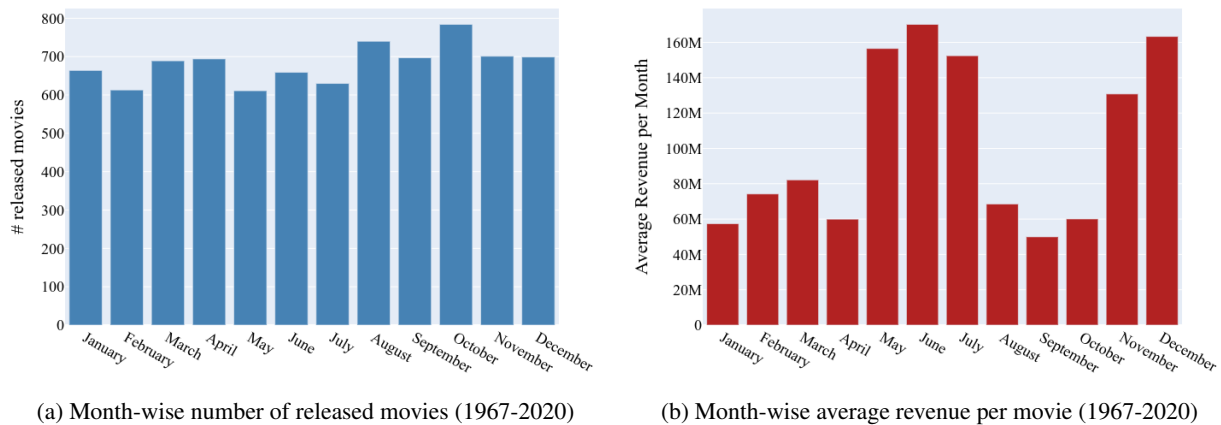 800
700
600
500
400
300
200
100
0
# released movies
January
February
March
April
May
June
July
August
September
October
November
December
(a) Month-wise number of released movies (1967-2020)
160M
140M
120M
100M
80M
60M
40M
20M
0
Average Revenue per Month
January
February
March
April
May
June
July
August
September
October
November
December
(b) Month-wise average revenue per movie (1967-2020)